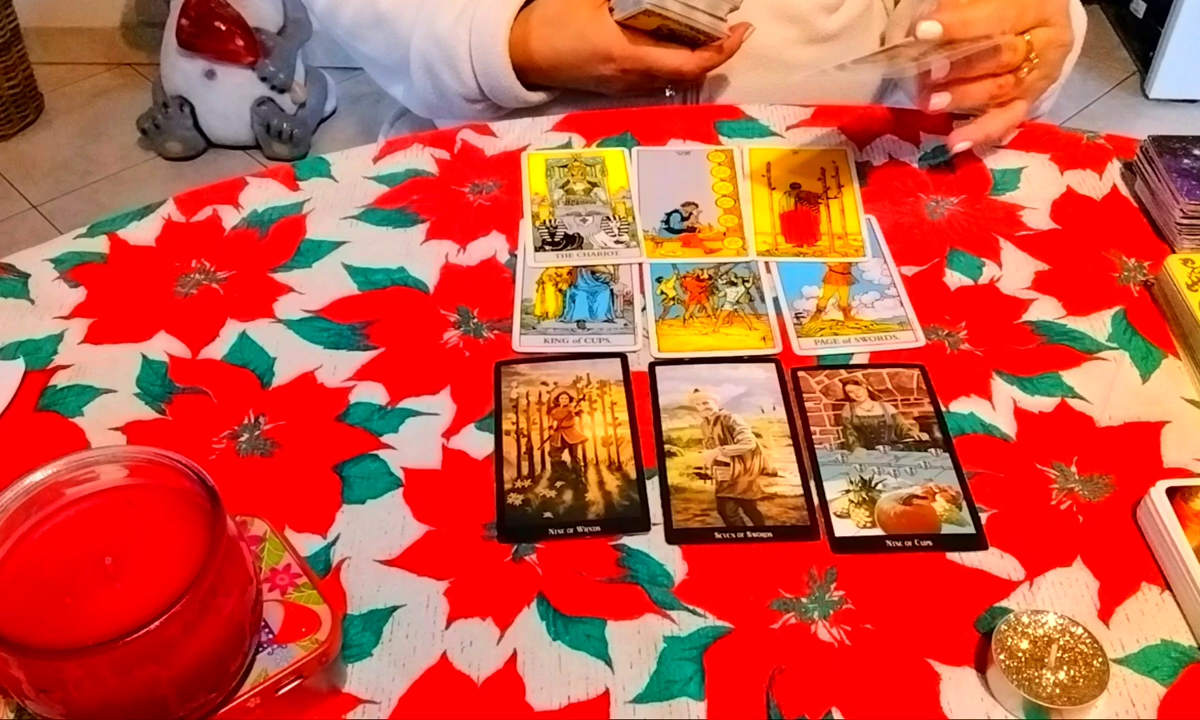 THE CHARIOT.
KING of CUPS.
PAGE of SWORDS.
Nine of Wands
Seven of Swords
Nine of Cups